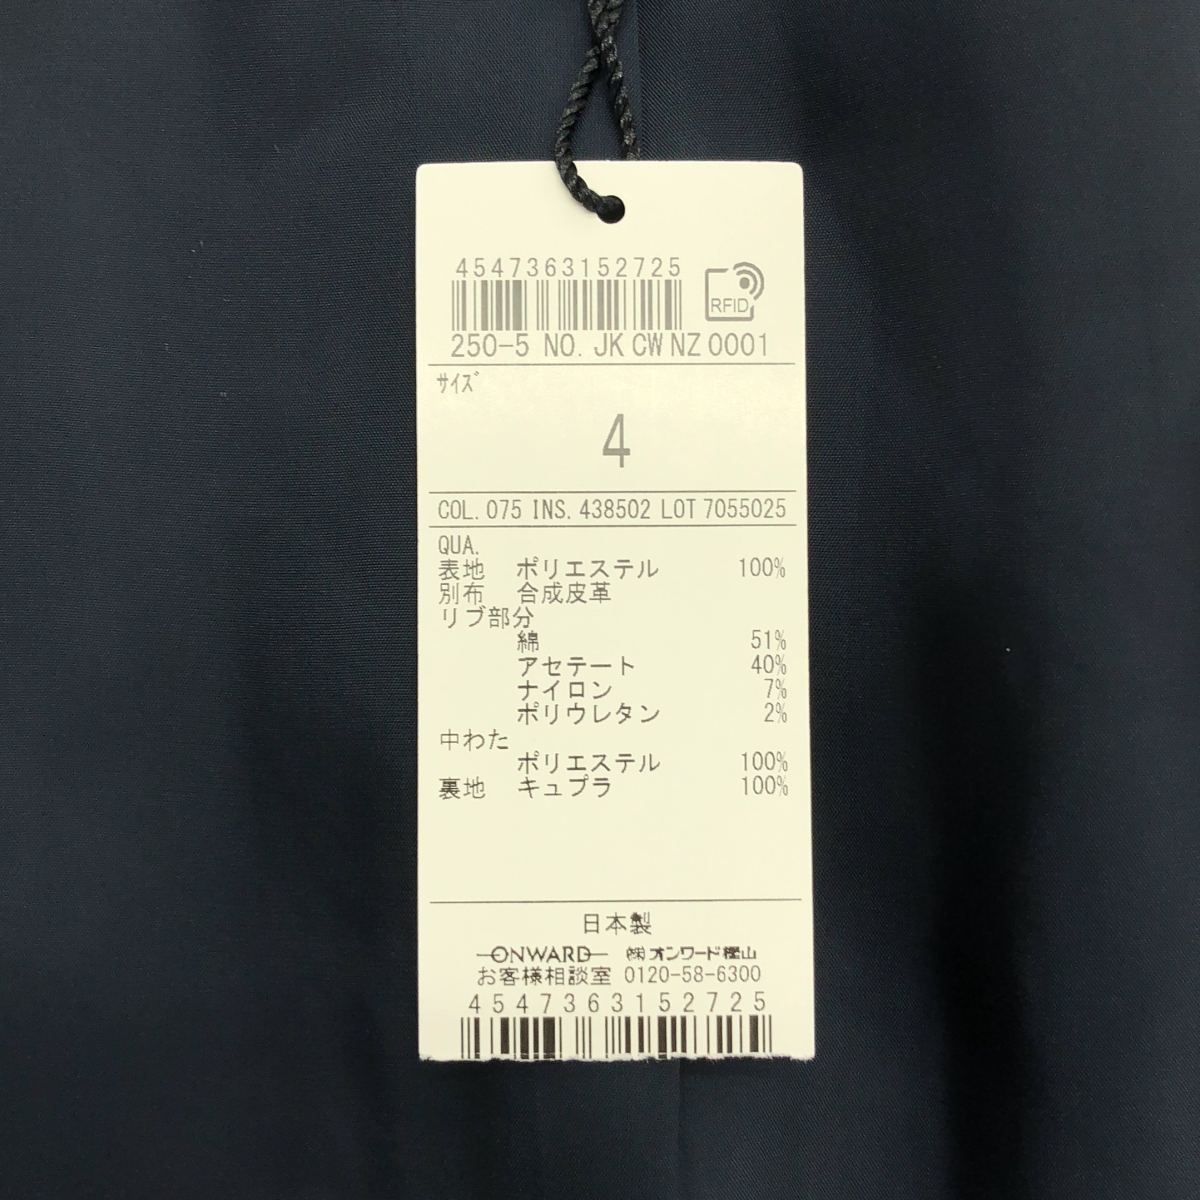 4547363152725
RFID
250-5 NO. JK CW NZ 0001
サイズ
4
COL. 075 INS. 438502 LOT 7055025
QUA.
表地 ポリエステル 100%
別布 合成皮革
リブ部分
綿 51%
アセテート 40%
ナイロン 7%
ポリウレタン 2%
中わた
ポリエステル 100%
裏地 キュプラ 100%
日本製
ONWARD ㈱オンワード樫山
お客様相談室 0120-58-6300
4547363152725